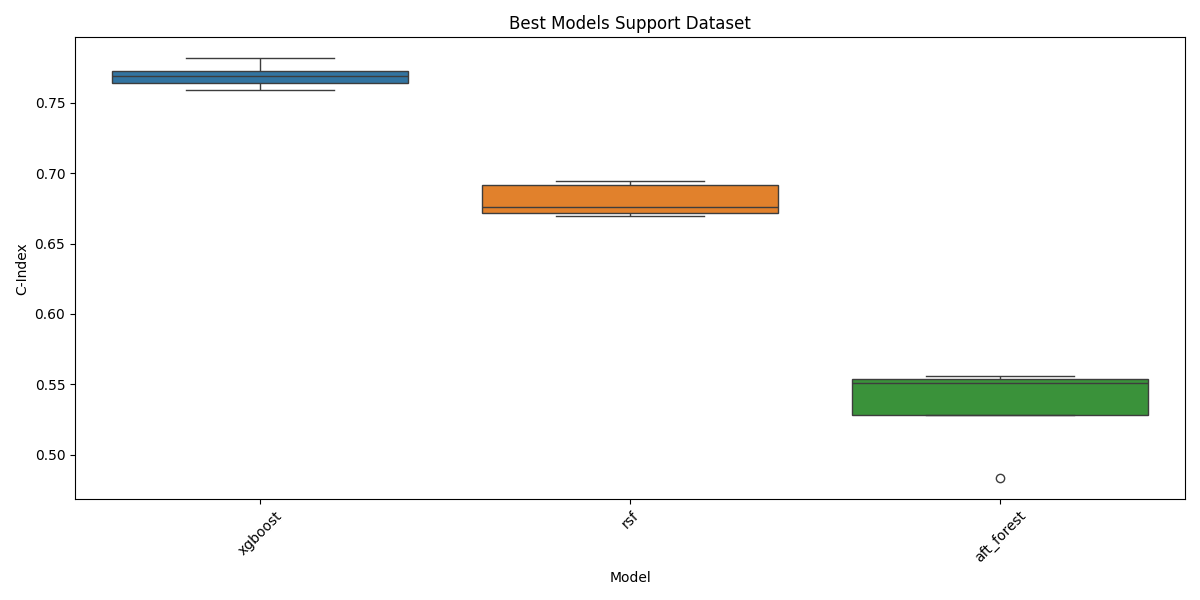 Best Models Support Dataset
C-Index
0.75
0.70
0.65
0.60
0.55
0.50
xgboost
rsf
aft_forest
Model